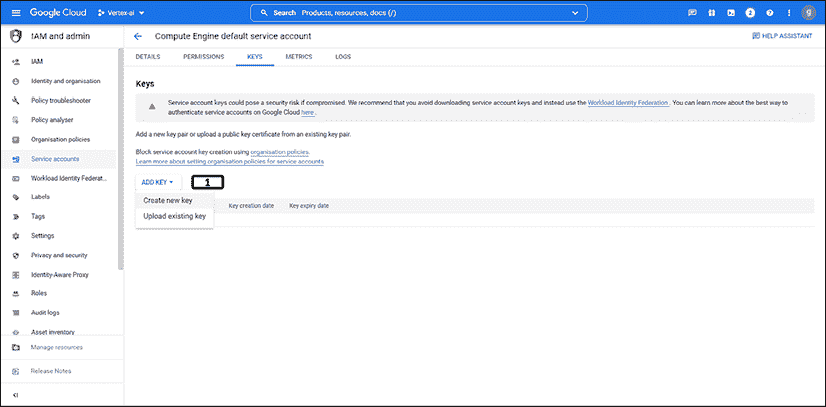 Google Cloud
Vertex-ai
Search Products, resources, docs (/)
2
g
IAM and admin
Compute Engine default service account
HELP ASSISTANT
IAM
Identity and organisation
Policy troubleshooter
Policy analyser
Organisation policies
Service accounts
Workload Identity Federat...
Labels
Tags
Settings
Privacy and security
Identity-Aware Proxy
Roles
Audit logs
Asset inventory
Manage resources
Release Notes
DETAILS PERMISSIONS KEYS METRICS LOGS
Keys
Service account keys could pose a security risk if compromised. We recommend that you avoid downloading service account keys and instead use the Workload Identity Federation . You can learn more about the best way to
authenticate service accounts on Google Cloud here .
Add a new key pair or upload a public key certificate from an existing key pair.
Block service account key creation using organisation policies.
Learn more about setting organisation policies for service accounts
ADD KEY
1
Create new key
Upload existing key
Key creation date Key expiry date